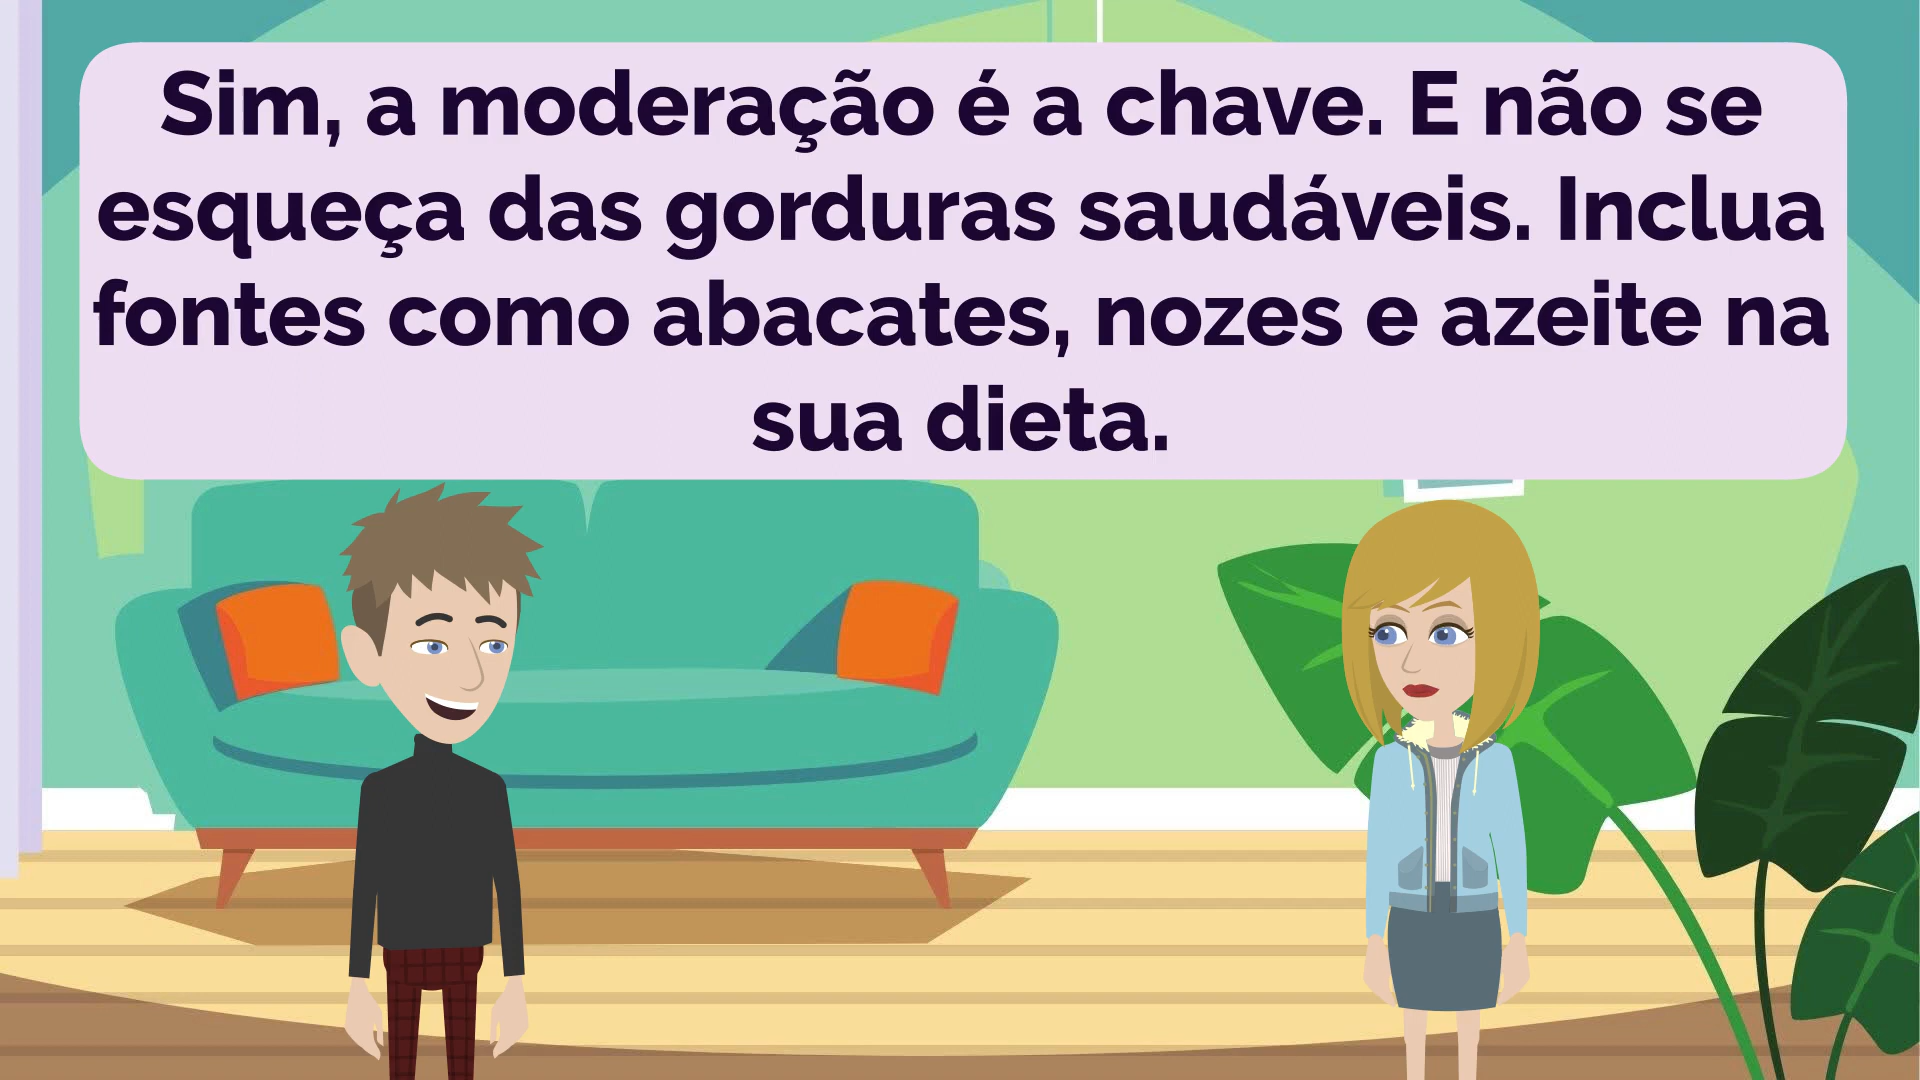 Sim, a moderação é a chave. E não se
esqueça das gorduras saudáveis. Inclua
fontes como abacates, nozes e azeite na
sua dieta.